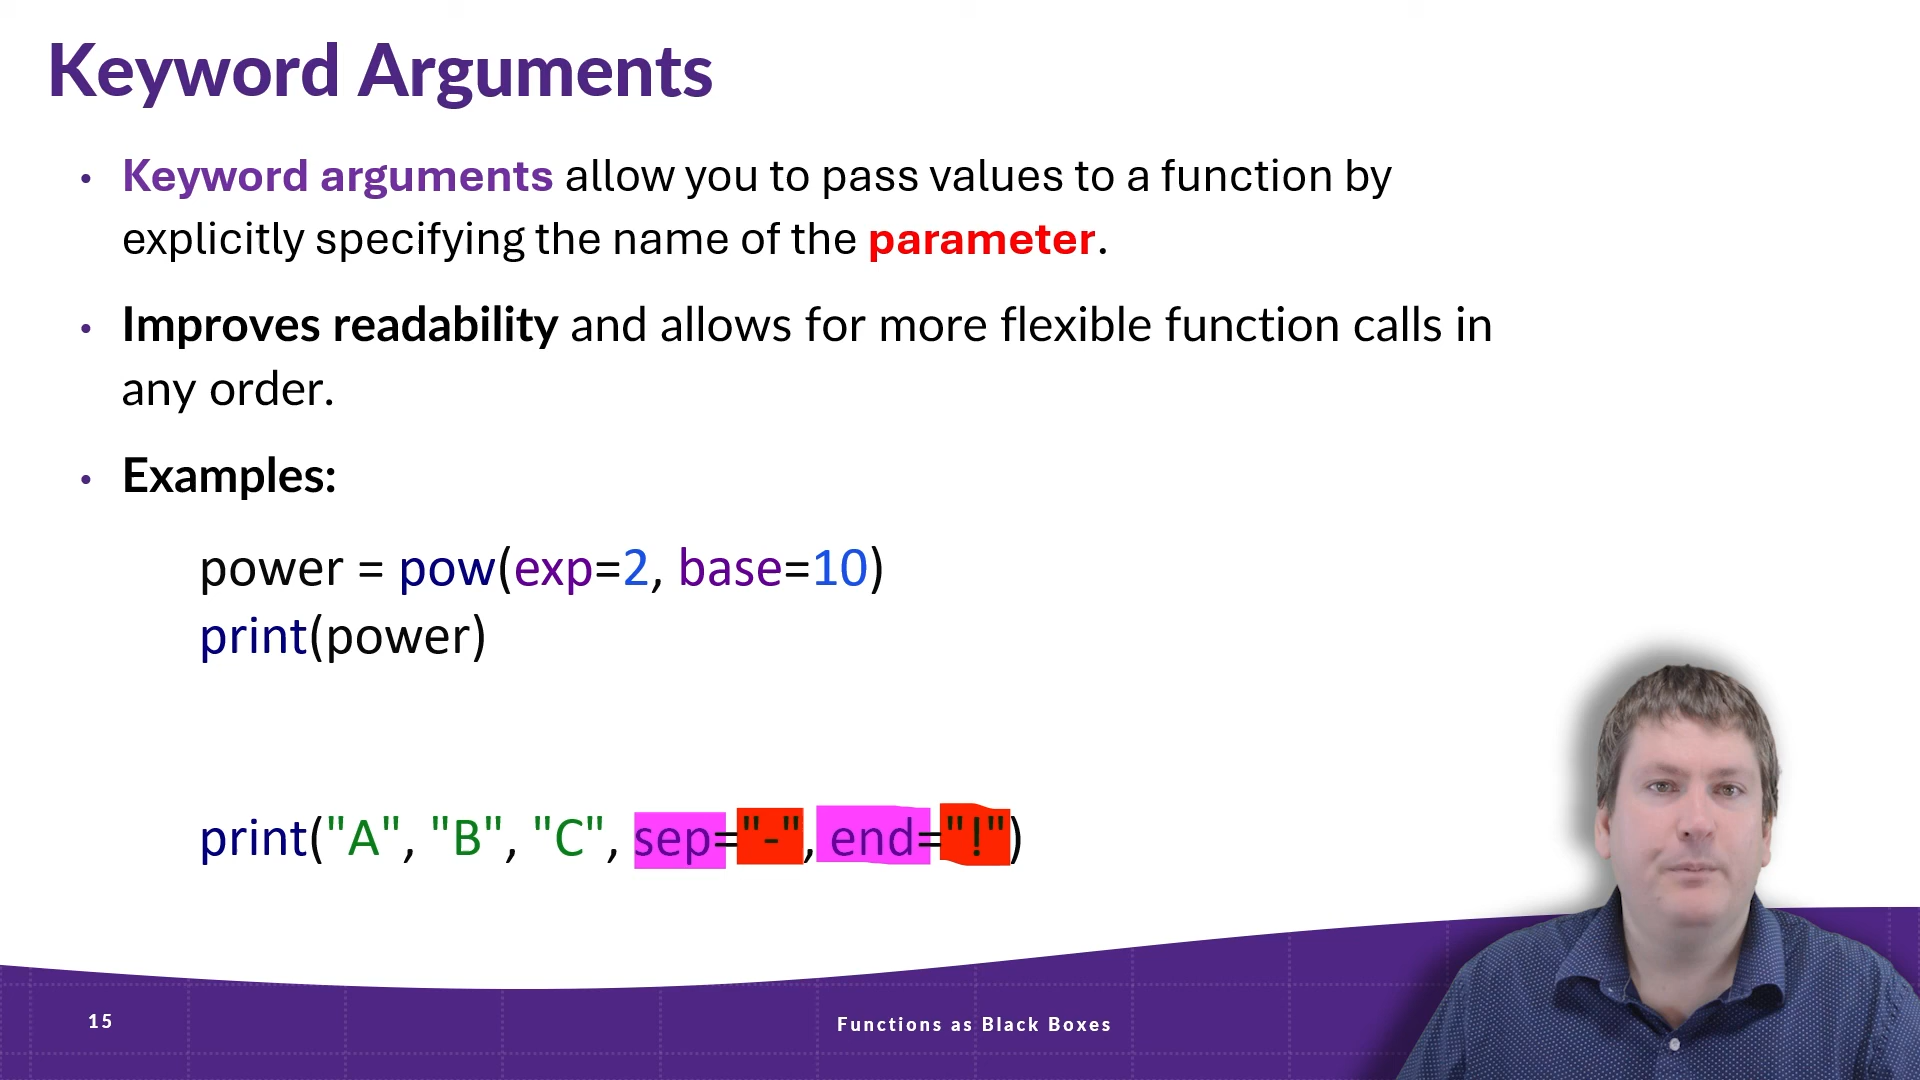 Keyword Arguments
• Keyword arguments allow you to pass values to a function by
explicitly specifying the name of the parameter.
• Improves readability and allows for more flexible function calls in
any order.
• Examples:
power = pow(exp=2, base=10)
print(power)
print("A", "B", "C", sep="-", end="!")
15
Functions as Black Boxes